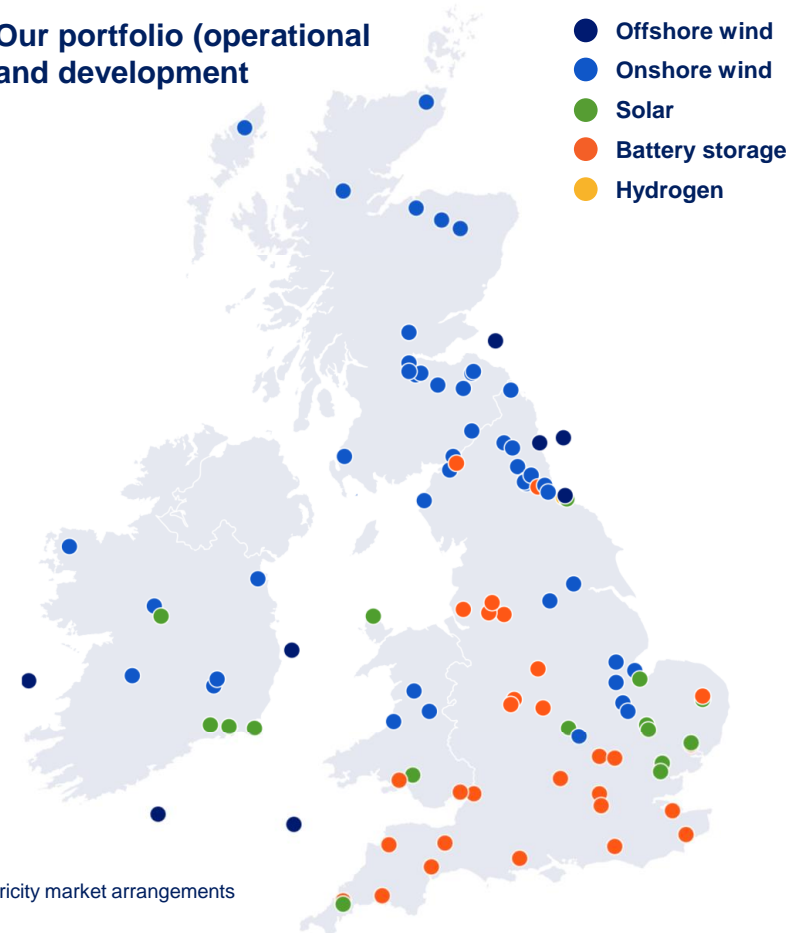 Our portfolio (operational
and development
Offshore wind
Onshore wind
Solar
Battery storage
Hydrogen
ricity market arrangements